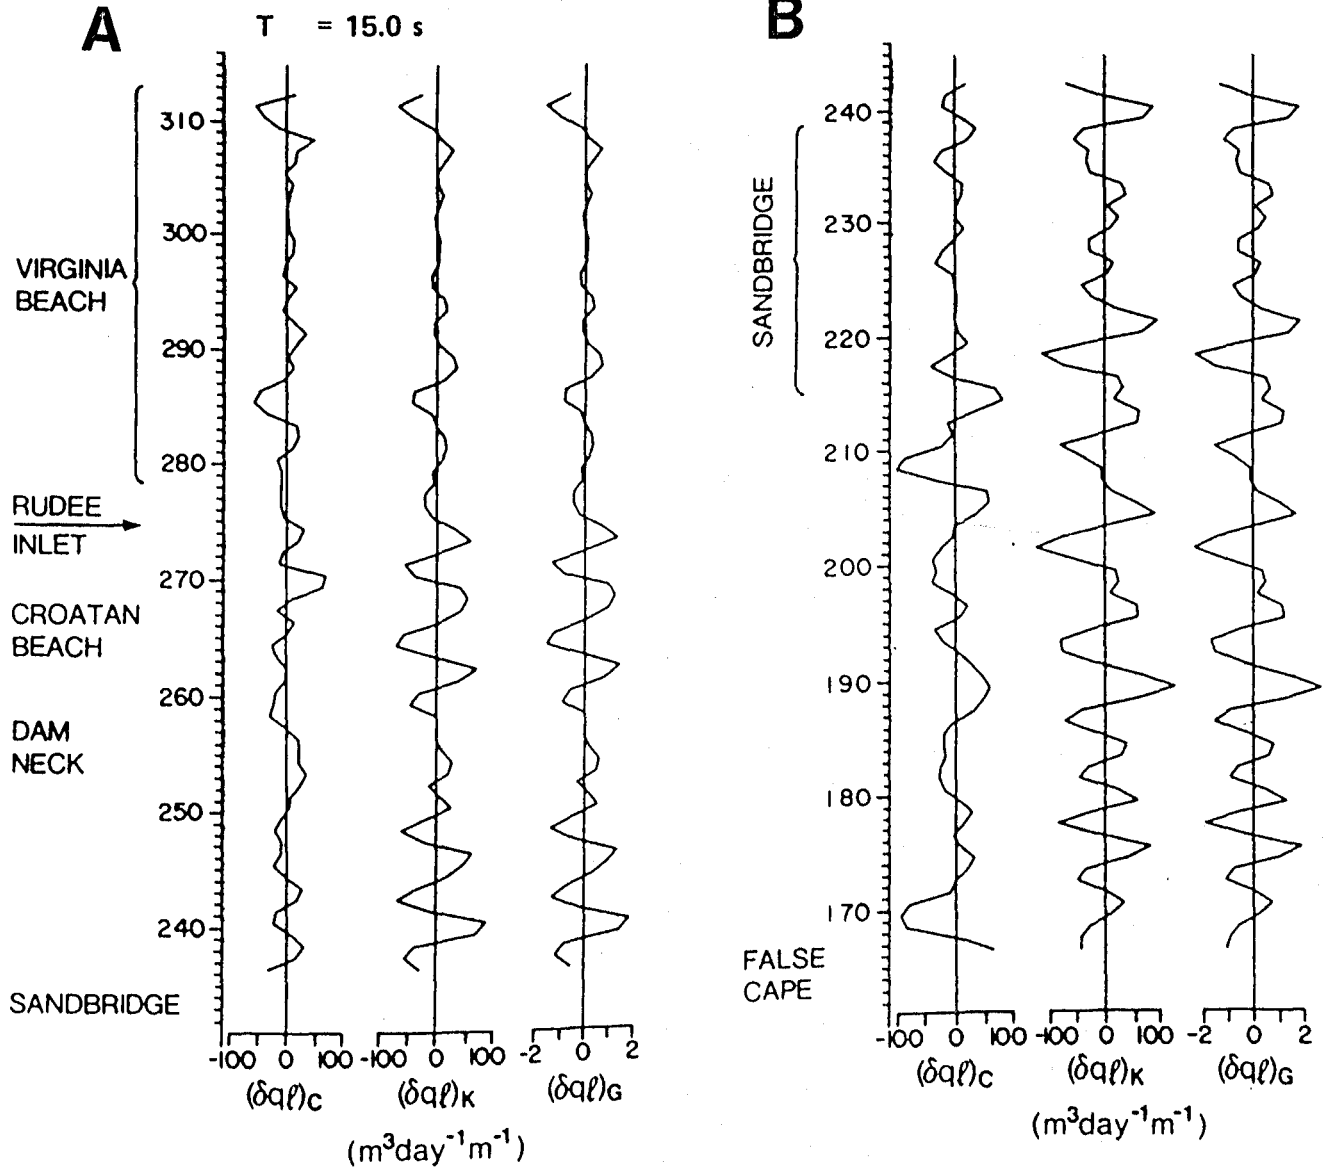 A
T = 15.0 s
310
300
290
280
270
260
250
240
VIRGINIA
BEACH
RUDEE
INLET
CROATAN
BEACH
DAM
NECK
SANDBRIDGE
-100 0 100
-100 0 100
-2 0 2
(δqℓ)C
(δqℓ)K
(δqℓ)G
(m³day⁻¹m⁻¹)
B
240
230
220
210
200
190
180
170
SANDBRIDGE
FALSE
CAPE
-100 0 100
-100 0 100
-2 0 2
(δqℓ)C
(δqℓ)K
(δqℓ)G
(m³day⁻¹m⁻¹)